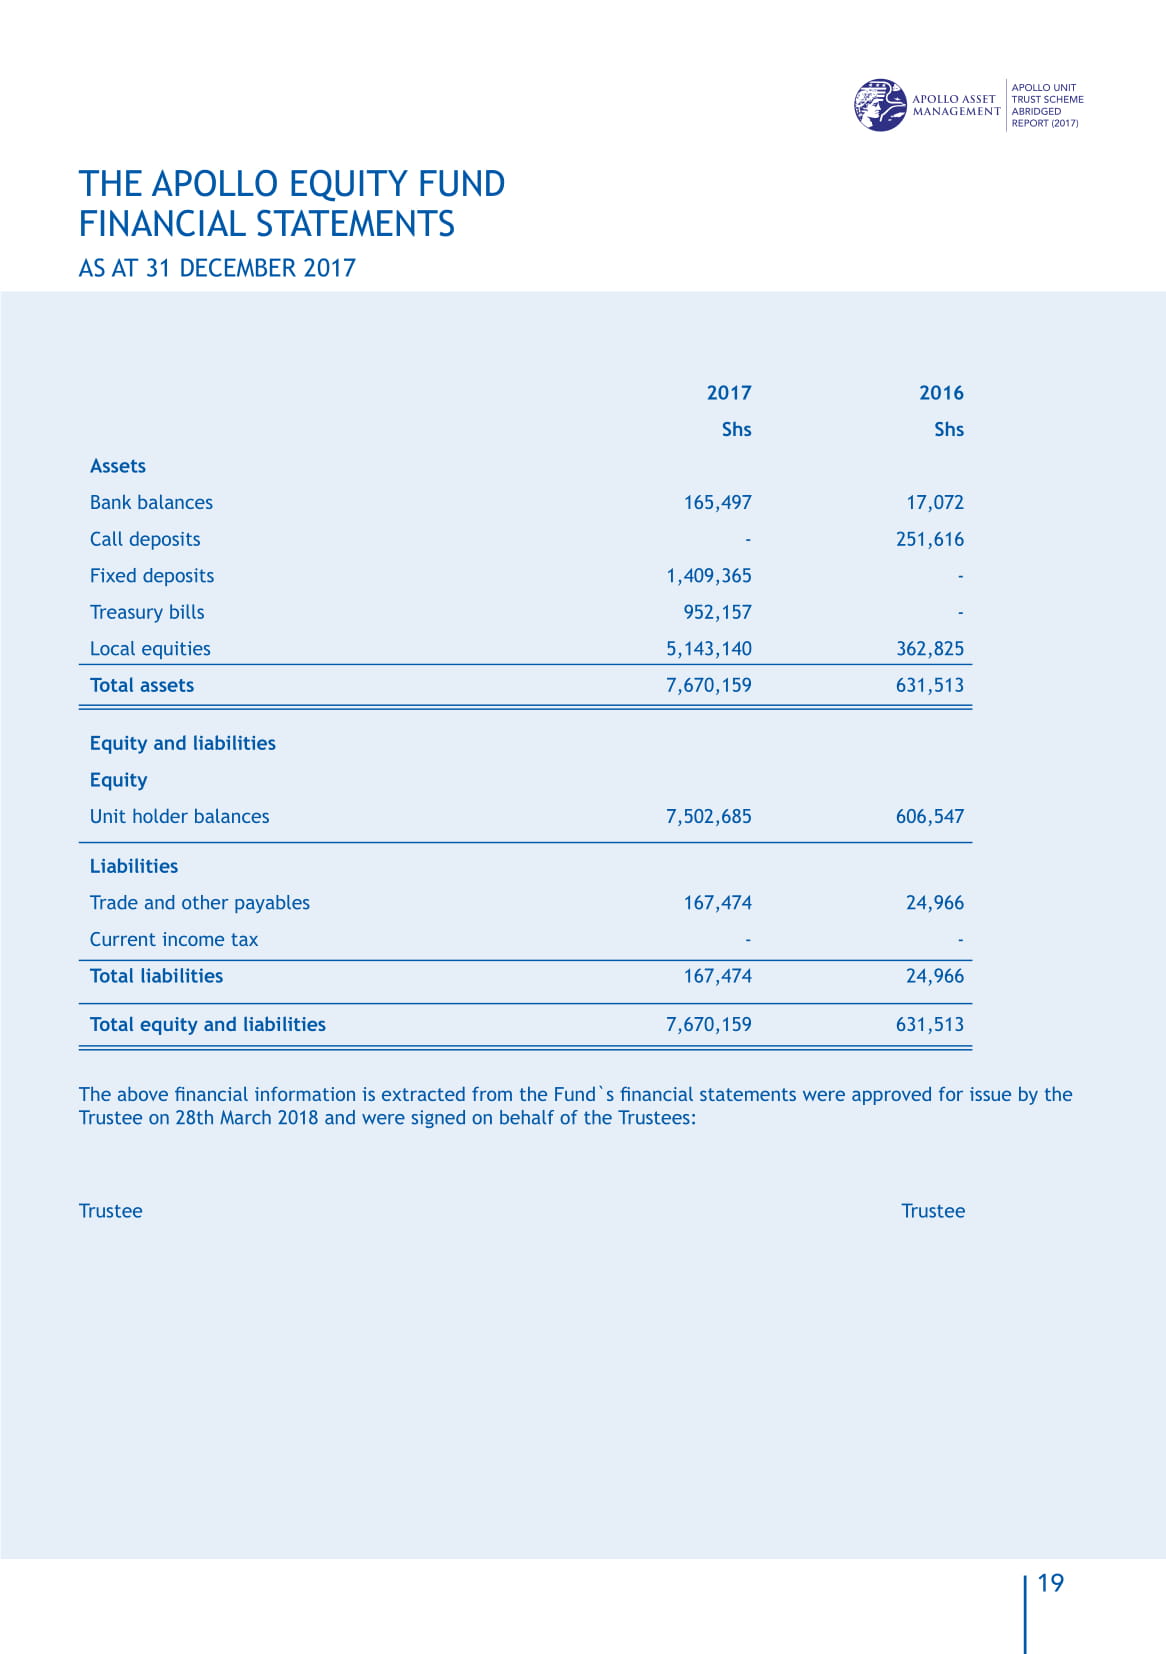 APOLLO ASSET
MANAGEMENT
APOLLO UNIT
TRUST SCHEME
ABRIDGED
REPORT (2017)
THE APOLLO EQUITY FUND
FINANCIAL STATEMENTS
AS AT 31 DECEMBER 2017
2017 2016
Shs Shs
Assets
Bank balances 165,497 17,072
Call deposits - 251,616
Fixed deposits 1,409,365 -
Treasury bills 952,157 -
Local equities 5,143,140 362,825
Total assets 7,670,159 631,513
Equity and liabilities
Equity
Unit holder balances 7,502,685 606,547
Liabilities
Trade and other payables 167,474 24,966
Current income tax - -
Total liabilities 167,474 24,966
Total equity and liabilities 7,670,159 631,513
The above financial information is extracted from the Fund`s financial statements were approved for issue by the
Trustee on 28th March 2018 and were signed on behalf of the Trustees:
Trustee Trustee
19